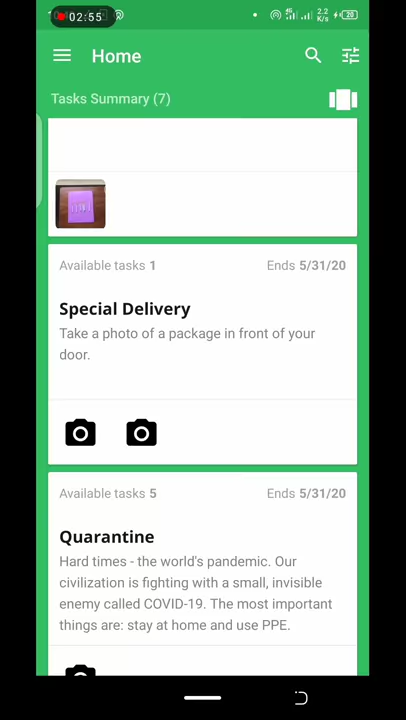 02:55
2.2
K/s
20
Home
Tasks Summary (7)
Available tasks 1
Ends 5/31/20
Special Delivery
Take a photo of a package in front of your
door.
Available tasks 5
Ends 5/31/20
Quarantine
Hard times - the world's pandemic. Our
civilization is fighting with a small, invisible
enemy called COVID-19. The most important
things are: stay at home and use PPE.